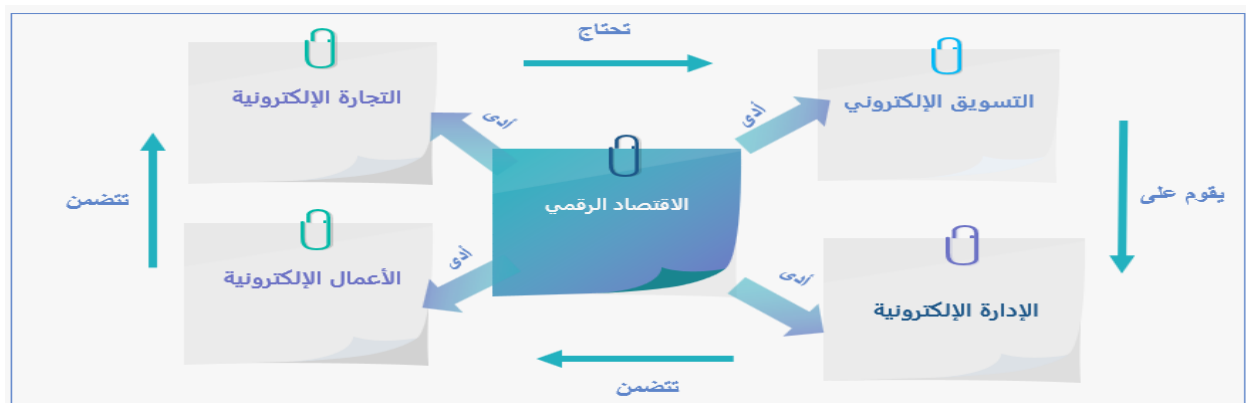 تحتاج
التسويق الإلكتروني
التجارة الإلكترونية
أدى
أدى
يقوم على
الاقتصاد الرقمي
تتضمن
أدى
أدى
الإدارة الإلكترونية
الأعمال الإلكترونية
تتضمن